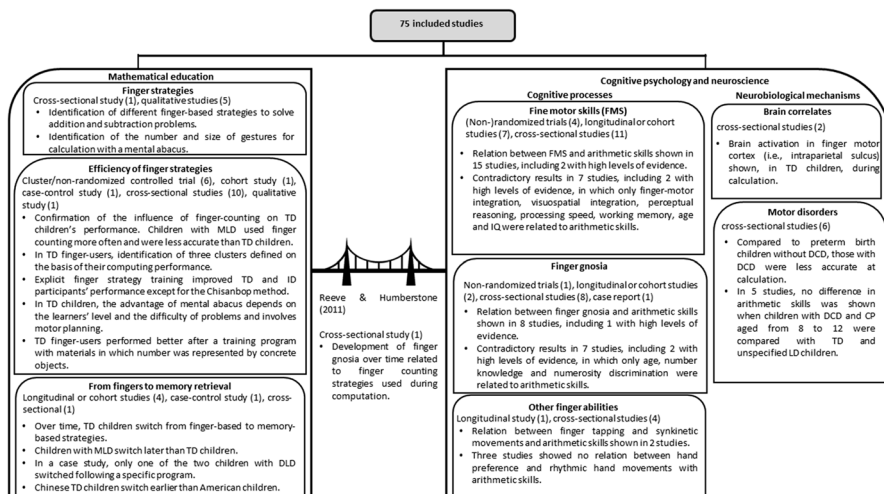 75 included studies
Mathematical education
Finger strategies
Cross-sectional study (1), qualitative studies (5)
• Identification of different finger-based strategies to solve
addition and subtraction problems.
• Identification of the number and size of gestures for
calculation with a mental abacus.
Efficiency of finger strategies
Cluster/non-randomized controlled trial (6), cohort study (1),
case-control study (1), cross-sectional studies (10), qualitative
study (1)
• Confirmation of the influence of finger-counting on TD
children's performance. Children with MLD used finger
counting more often and were less accurate than TD children.
• In TD finger-users, identification of three clusters defined on
the basis of their computing performance.
• Explicit finger strategy training improved TD and ID
participants' performance except for the Chisanbop method.
• In TD children, the advantage of mental abacus depends on
the learners' level and the difficulty of problems and involves
motor planning.
• TD finger-users performed better after a training program
with materials in which number was represented by concrete
objects.
From fingers to memory retrieval
Longitudinal or cohort studies (4), case-control study (1), cross-
sectional (1)
• Over time, TD children switch from finger-based to memory-
based strategies.
• Children with MLD switch later than TD children.
• In a case study, only one of the two children with DLD
switched following a specific program.
• Chinese TD children switch earlier than American children.
Reeve & Humberstone
(2011)
Cross-sectional study (1)
• Development of finger
gnosia over time related
to finger counting
strategies used during
computation.
Cognitive psychology and neuroscience
Cognitive processes
Fine motor skills (FMS)
(Non-)randomized trials (4), longitudinal or cohort
studies (7), cross-sectional studies (11)
• Relation between FMS and arithmetic skills shown in
15 studies, including 2 with high levels of evidence.
• Contradictory results in 7 studies, including 2 with
high levels of evidence, in which only finger-motor
integration, visuospatial integration, perceptual
reasoning, processing speed, working memory, age
and IQ were related to arithmetic skills.
Finger gnosia
Non-randomized trials (1), longitudinal or cohort studies
(2), cross-sectional studies (8), case report (1)
• Relation between finger gnosia and arithmetic skills
shown in 8 studies, including 1 with high levels of
evidence.
• Contradictory results in 7 studies, including 2 with
high levels of evidence, in which only age, number
knowledge and numerosity discrimination were
related to arithmetic skills.
Other finger abilities
Longitudinal study (1), cross-sectional studies (4)
• Relation between finger tapping and synkinetic
movements and arithmetic skills shown in 2 studies.
• Three studies showed no relation between hand
preference and rhythmic hand movements with
arithmetic skills.
Neurobiological mechanisms
Brain correlates
cross-sectional studies (2)
• Brain activation in finger motor
cortex (i.e., intraparietal sulcus)
shown, in TD children, during
calculation.
Motor disorders
cross-sectional studies (6)
• Compared to preterm birth
children without DCD, those with
DCD were less accurate at
calculation.
• In 5 studies, no difference in
arithmetic skills was shown
when children with DCD and CP
aged from 8 to 12 were
compared with TD and
unspecified LD children.